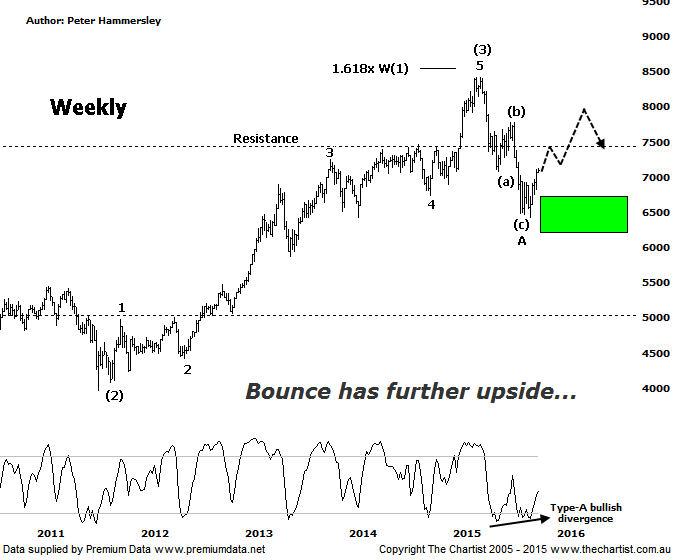 9500
Author: Peter Hammersley
9000
(3)
1.618x W(1)
5
8500
Weekly
8000
(b)
Resistance
7500
3
7000
(a)
4
6500
(c)
A
6000
5500
1
5000
4500
2
(2)
4000
Bounce has further upside...
Type-A bullish
divergence
2011
2012
2013
2014
2015
2016
Data supplied by Premium Data www.premiumdata.net
Copyright The Chartist 2005 - 2015 www.thechartist.com.au